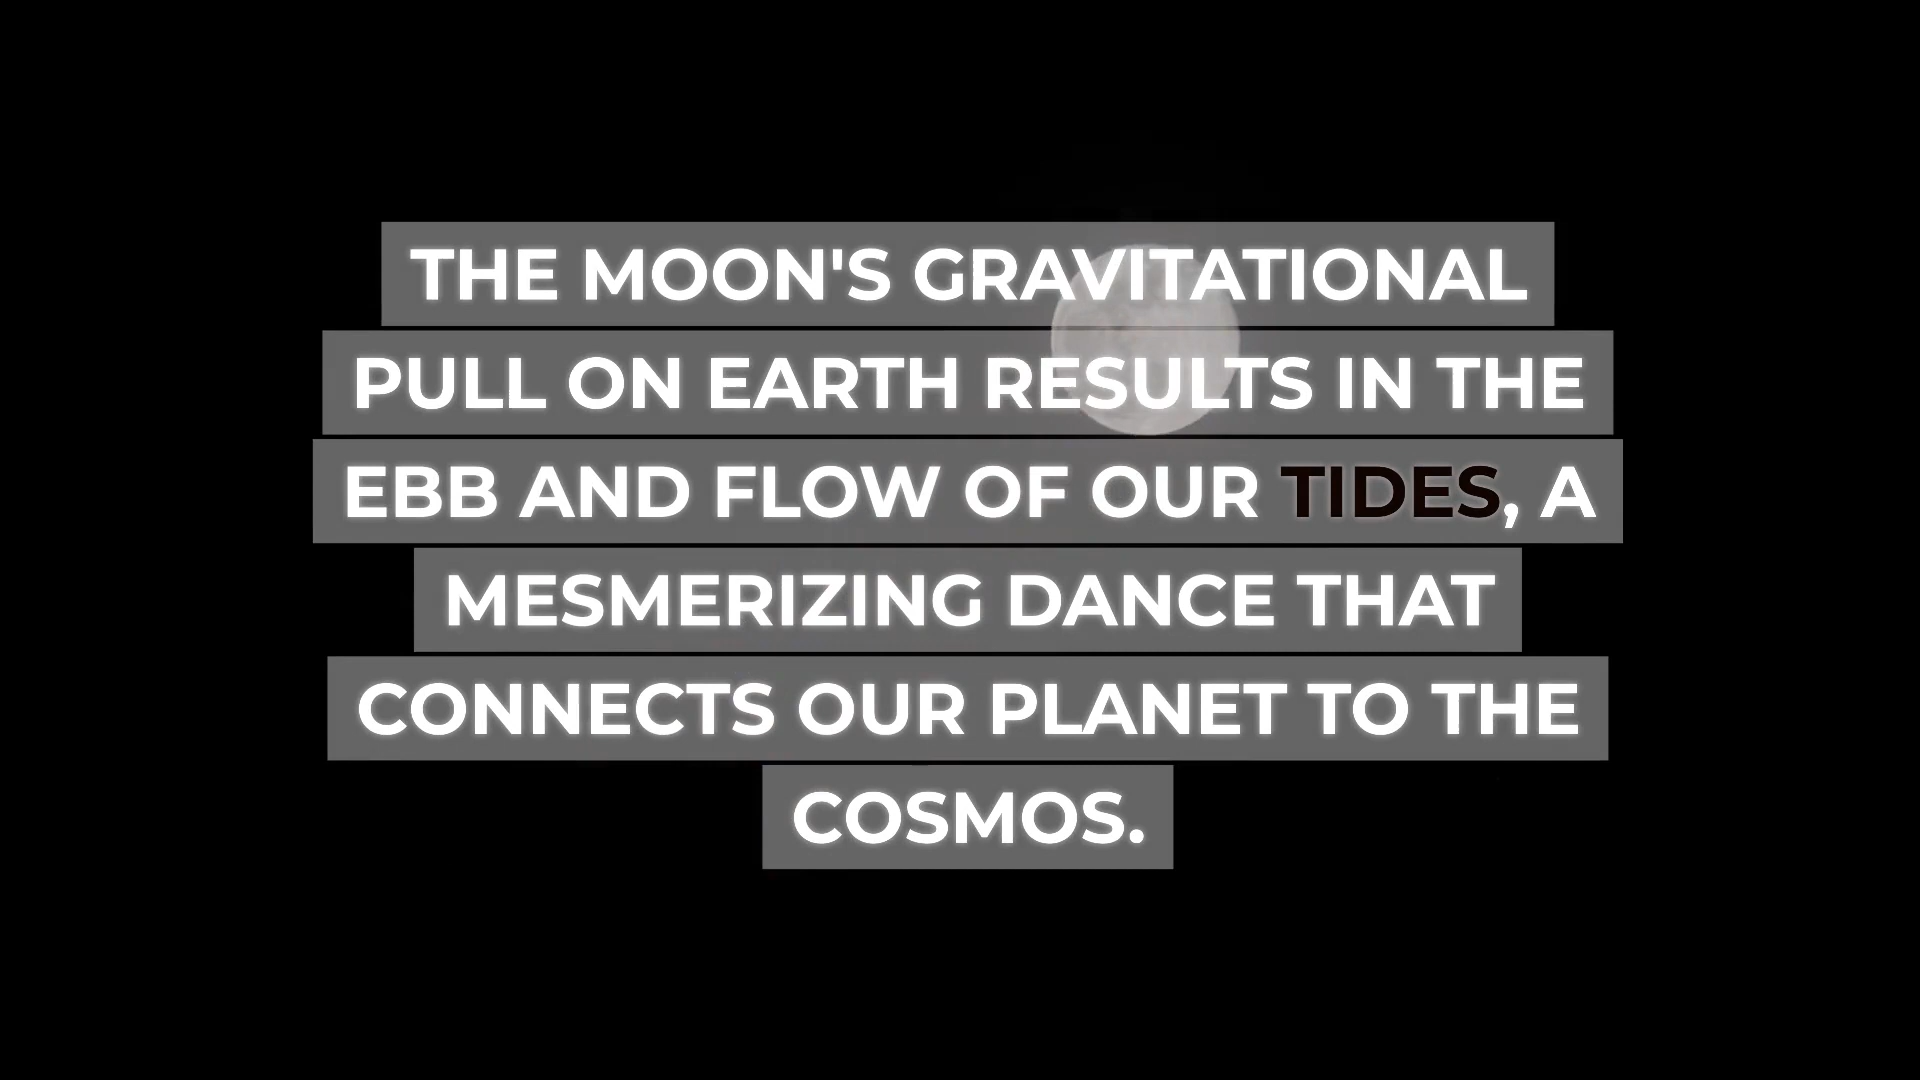 THE MOON'S GRAVITATIONAL
PULL ON EARTH RESULTS IN THE
EBB AND FLOW OF OUR TIDES, A
MESMERIZING DANCE THAT
CONNECTS OUR PLANET TO THE
COSMOS.